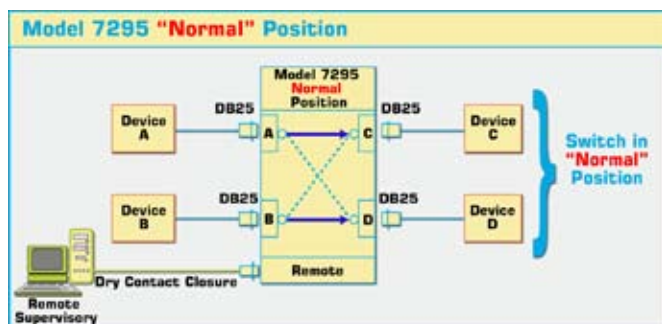 Model 7295 “Normal” Position
Model 7295
Normal
Position
DB25
DB25
Device
A
A
C
Device
C
Switch in
“Normal”
Position
DB25
DB25
Device
B
B
D
Device
D
Remote
Dry Contact Closure
Remote
Supervisory